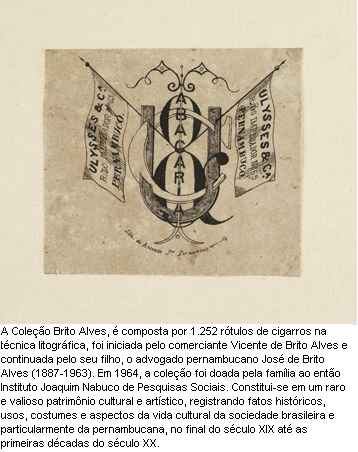 TABACARIA
ULYSSES & Cª
PERNAMBUCO.
ULYSSES & Cª
PERNAMBUCO.
A Coleção Brito Alves, é composta por 1.252 rótulos de cigarros na
técnica litográfica, foi iniciada pelo comerciante Vicente de Brito Alves e
continuada pelo seu filho, o advogado pernambucano José de Brito
Alves (1887-1963). Em 1964, a coleção foi doada pela família ao então
Instituto Joaquim Nabuco de Pesquisas Sociais. Constitui-se em um raro
e valioso patrimônio cultural e artístico, registrando fatos históricos,
usos, costumes e aspectos da vida cultural da sociedade brasileira e
particularmente da pernambucana, no final do século XIX até as
primeiras décadas do século XX.